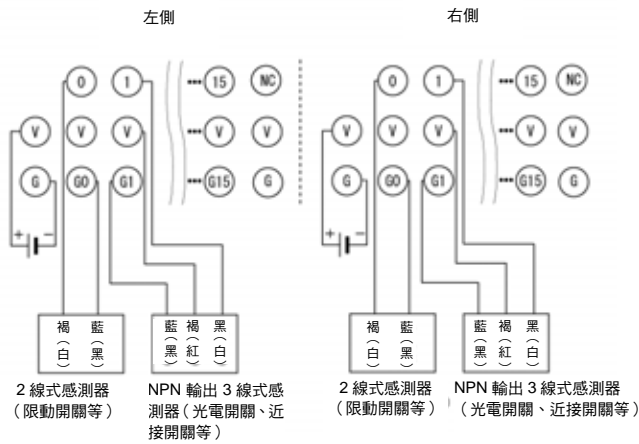 左側
右側
0 1 15 NC
0 1 15 NC
V V V V V
V V V V V
G G0 G1 G15 G
G G0 G1 G15 G
+ −
+ −
褐（白） 藍（黑） 藍（黑） 褐（紅） 黑（白）
褐（白） 藍（黑） 藍（黑） 褐（紅） 黑（白）
2 線式感測器
（限動開關等）
NPN 輸出 3 線式感
測器（光電開關、近
接開關等）
2 線式感測器
（限動開關等）
NPN 輸出 3 線式感測器
（光電開關、近接開關等）